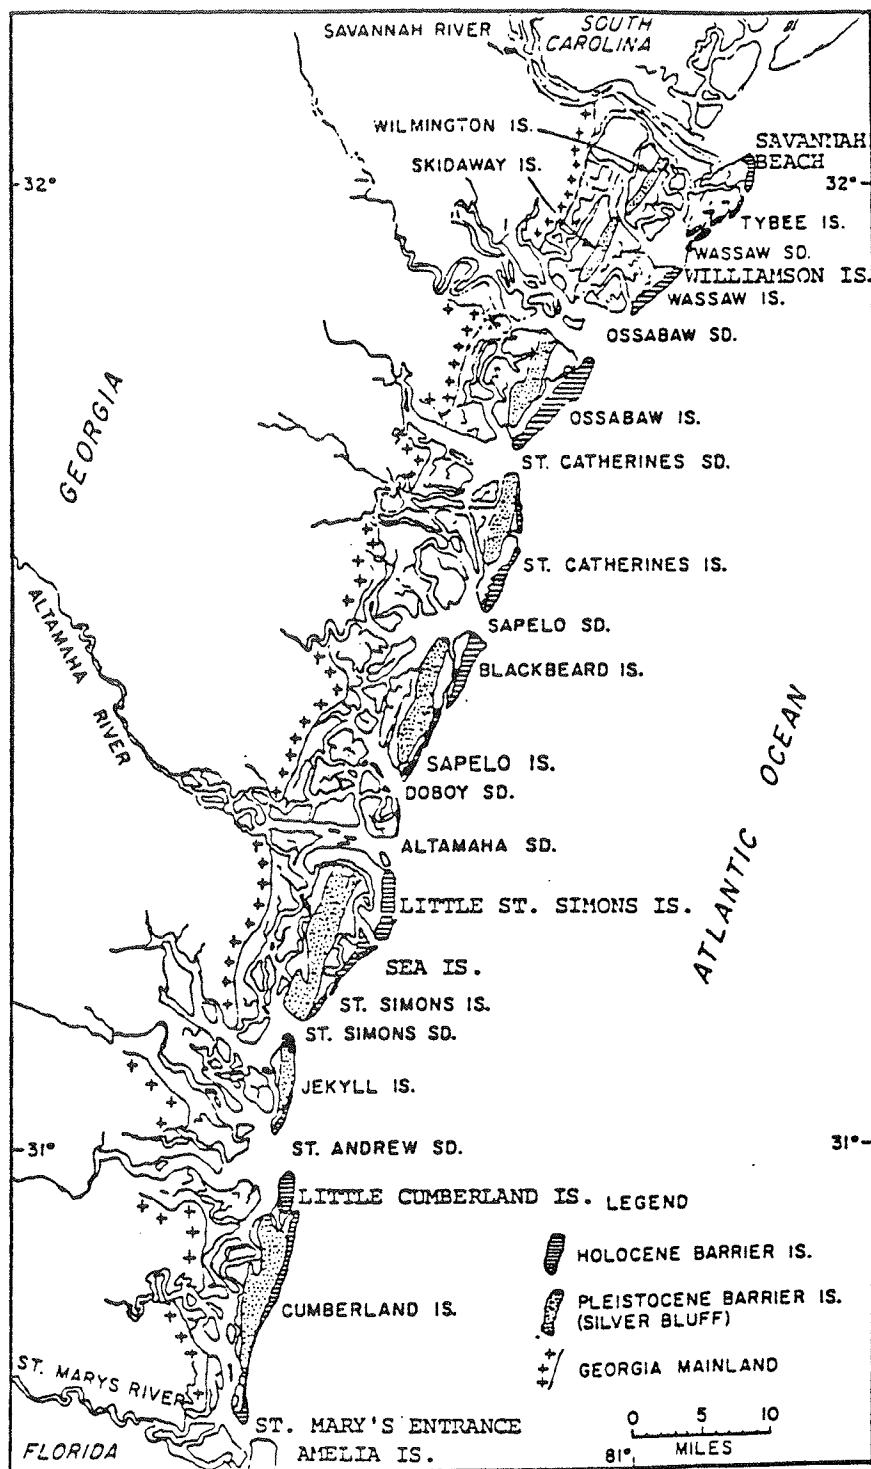 SAVANNAH RIVER
SOUTH
CAROLINA
WILMINGTON IS.
SKIDAWAY IS.
SAVANNAH
BEACH
32°
32°
TYBEE IS.
WASSAW SD.
WILLIAMSON IS.
WASSAW IS.
OSSABAW SD.
GEORGIA
OSSABAW IS.
ST. CATHERINES SD.
ST. CATHERINES IS.
ALTAMAHA
RIVER
SAPELO SD.
BLACKBEARD IS.
SAPELO IS.
DOBOY SD.
ATLANTIC OCEAN
ALTAMAHA SD.
LITTLE ST. SIMONS IS.
SEA IS.
ST. SIMONS IS.
ST. SIMONS SD.
JEKYLL IS.
31°
ST. ANDREW SD.
31°
LITTLE CUMBERLAND IS.
LEGEND
HOLOCENE BARRIER IS.
CUMBERLAND IS.
PLEISTOCENE BARRIER IS.
(SILVER BLUFF)
GEORGIA MAINLAND
ST. MARYS RIVER
ST. MARY'S ENTRANCE
AMELIA IS.
FLORIDA
0 5 10
MILES
81°